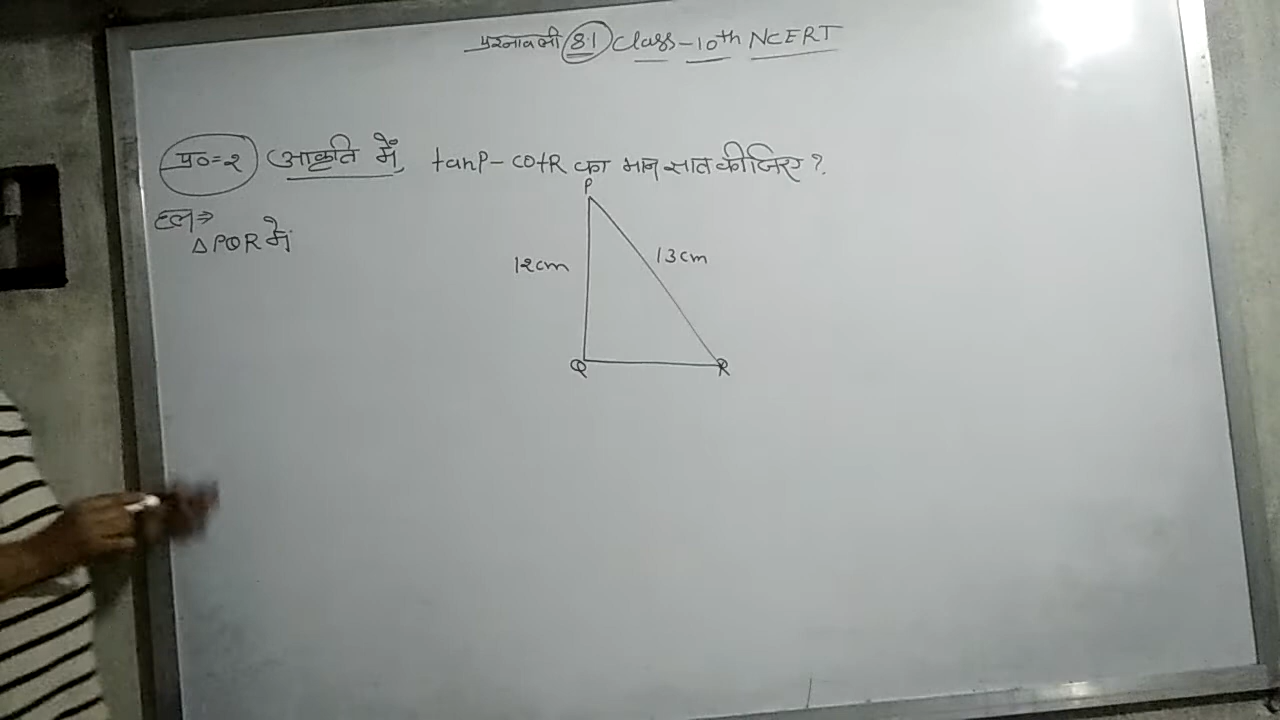 प्रश्नावली 8.1 Class-10th NCERT
प्र०=२ आकृति में, tanP-cotR का मान ज्ञात कीजिए?
हल⇒
△PQR में
P
12cm
13cm
Q
R